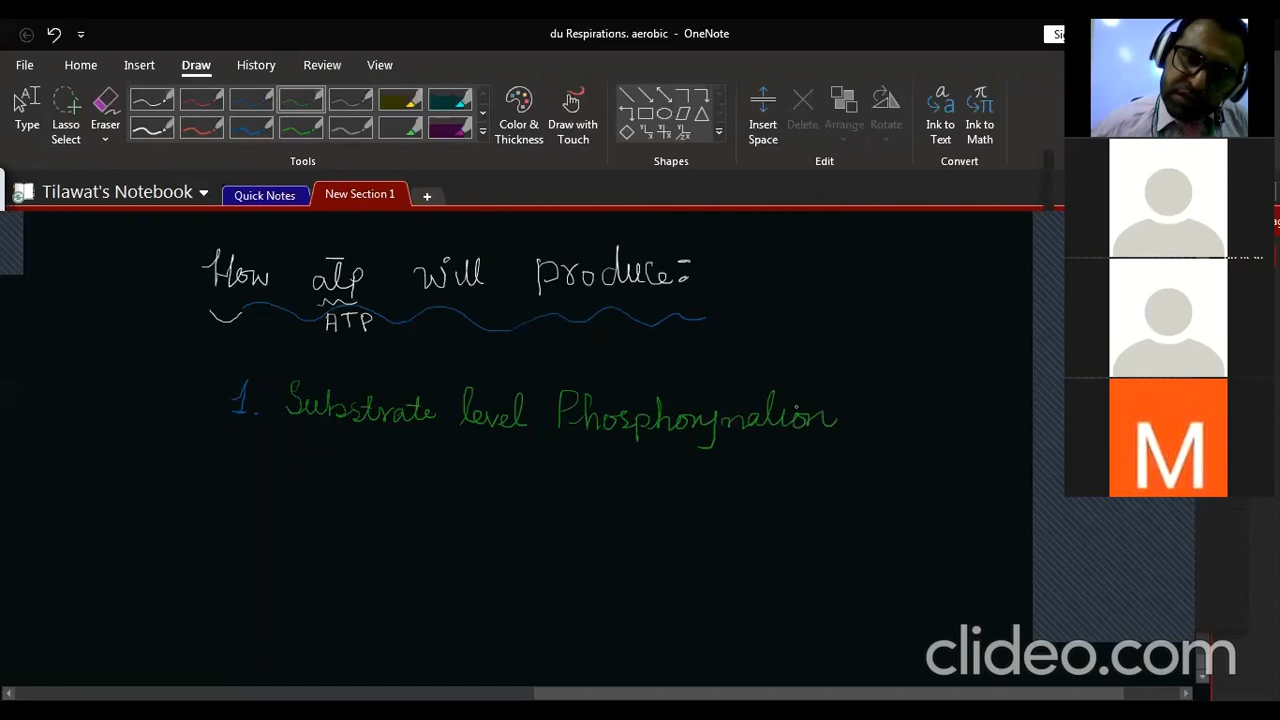 du Respirations. aerobic - OneNote
File Home Insert Draw History Review View
Type
Lasso Select
Eraser
Color & Thickness
Draw with Touch
Insert Space
Delete
Arrange
Rotate
Ink to Text
Ink to Math
Tools
Shapes
Edit
Convert
Tilawat's Notebook
Quick Notes
New Section 1
How atp will produce:
ATP
1. Substrate level Phosphorynation
M
clideo.com